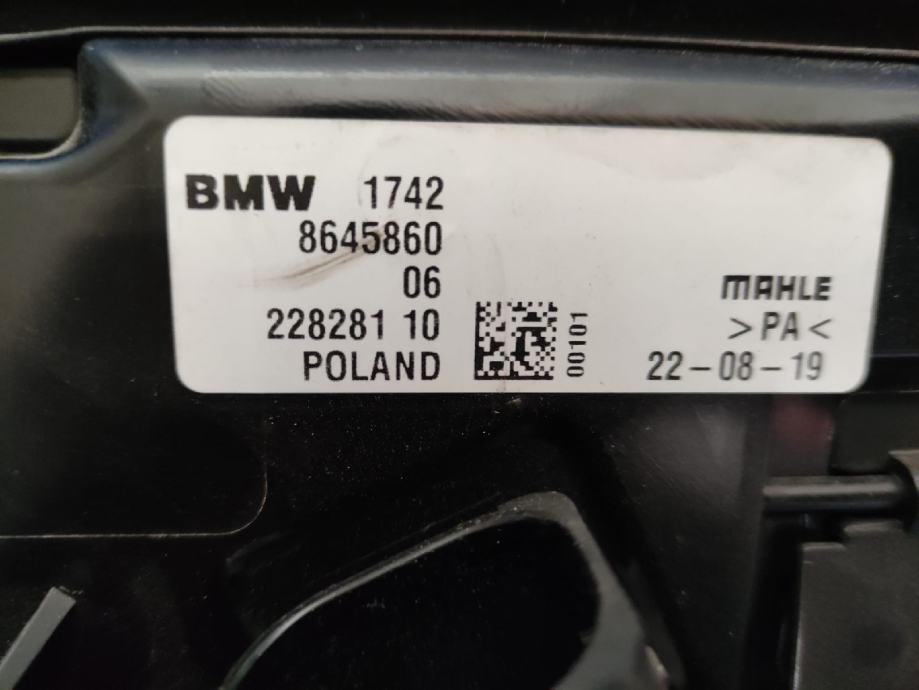 BMW 1742
8645860
06
228281 10
POLAND
00101
MAHLE
>PA<
22-08-19